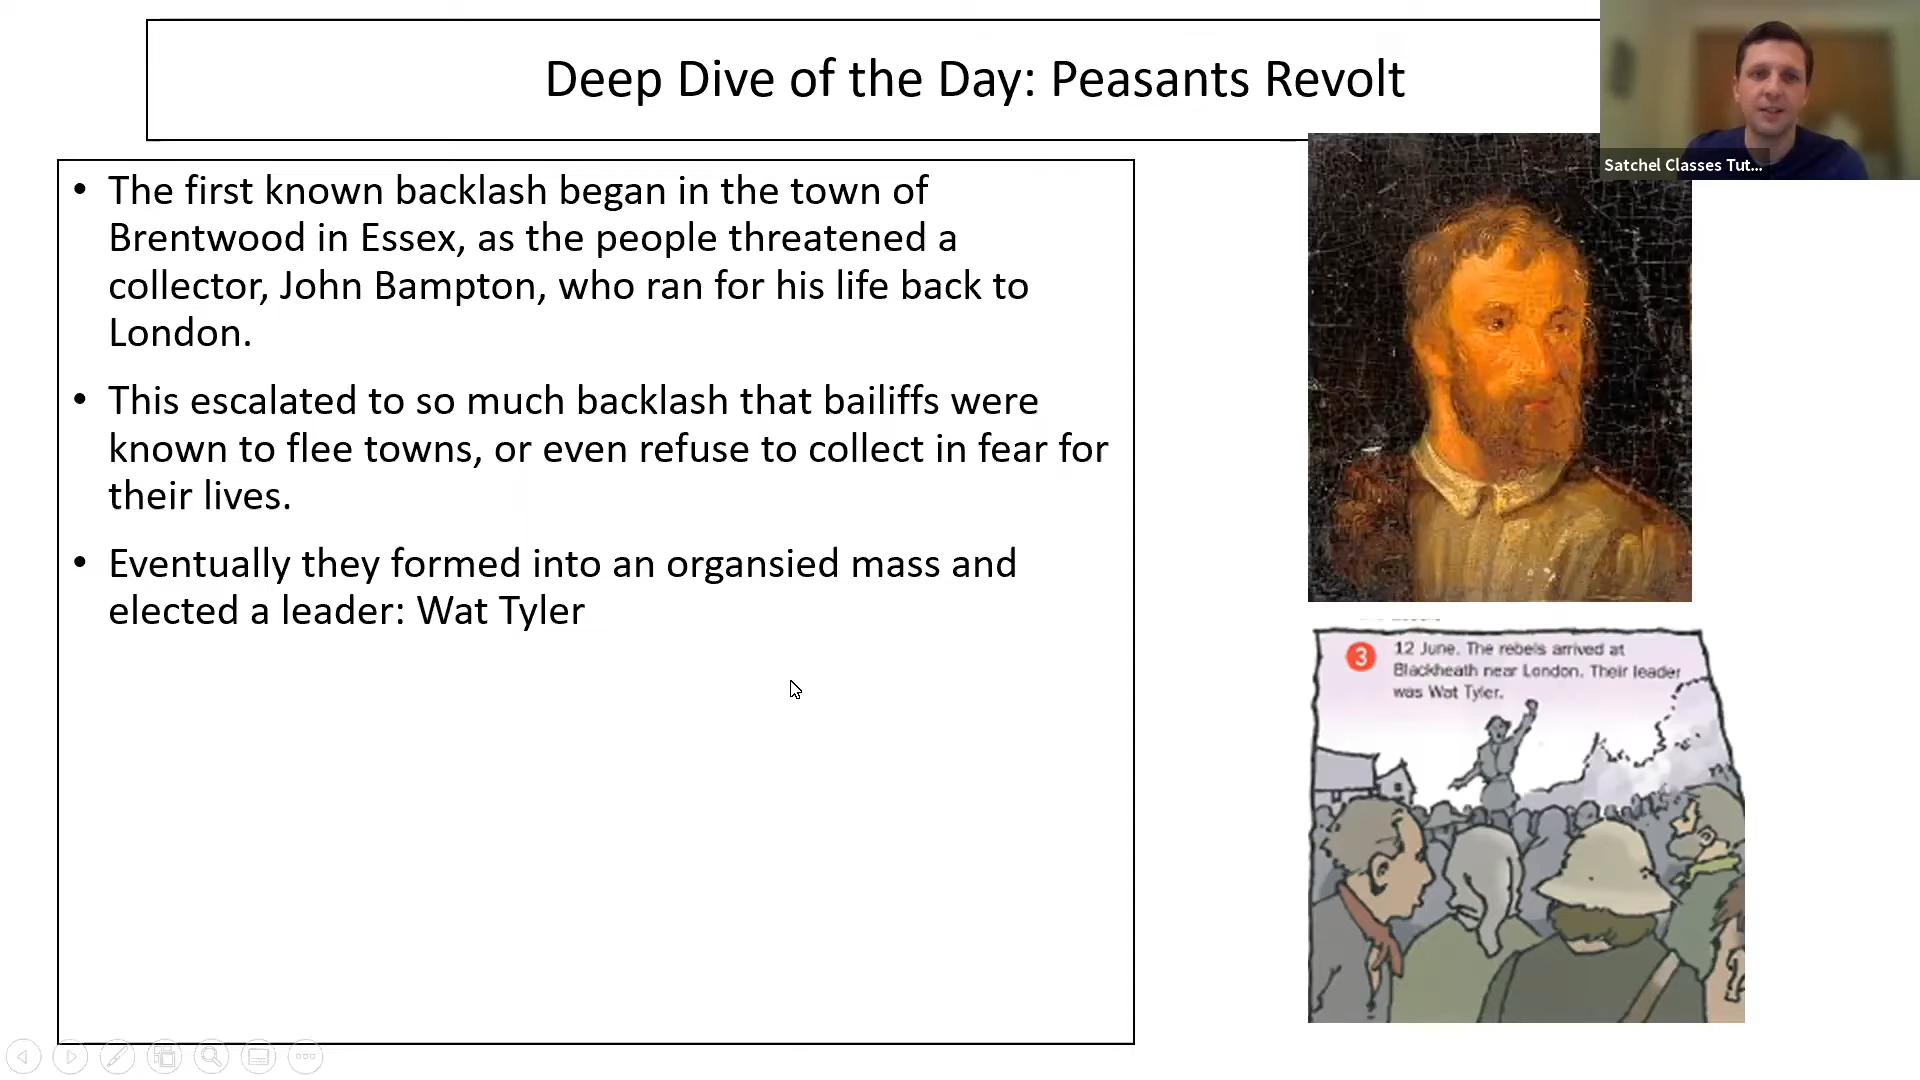 Deep Dive of the Day: Peasants Revolt
Satchel Classes Tut...
• The first known backlash began in the town of
Brentwood in Essex, as the people threatened a
collector, John Bampton, who ran for his life back to
London.
• This escalated to so much backlash that bailiffs were
known to flee towns, or even refuse to collect in fear for
their lives.
• Eventually they formed into an organsied mass and
elected a leader: Wat Tyler
3
12 June. The rebels arrived at
Blackheath near London. Their leader
was Wat Tyler.